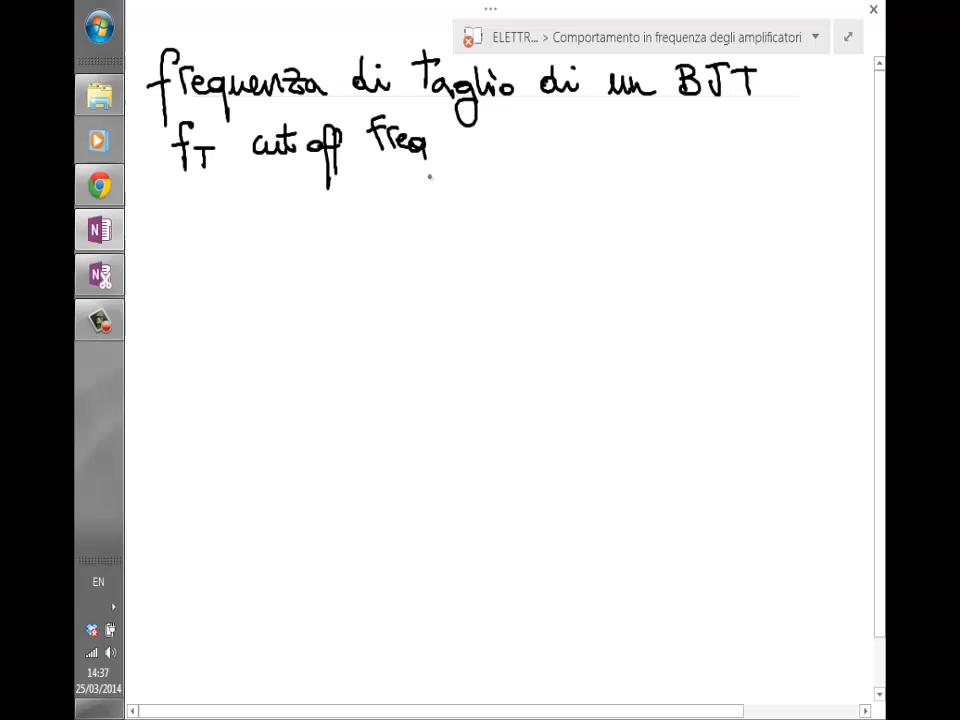 ELETTR... > Comportamento in frequenza degli amplificatori
frequenza di taglio di un BJT
fT cut off freq
EN
14:37
25/03/2014